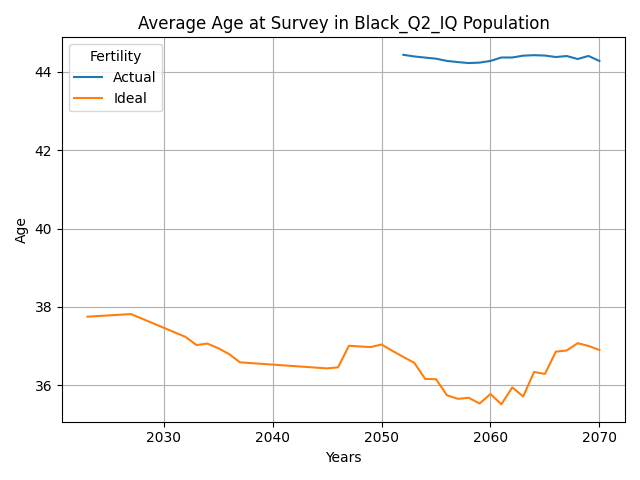 Average Age at Survey in Black_Q2_IQ Population
Fertility
Actual
Ideal
Age
44
42
40
38
36
2030
2040
2050
2060
2070
Years